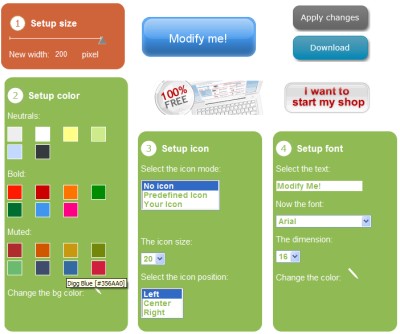 1 Setup size
New width: 200 pixel
Modify me!
Apply changes
Download
100% FREE
i want to
start my shop
2 Setup color
Neutrals:
Bold:
Muted:
Digg Blue [#356AA0]
Change the bg color:
3 Setup icon
Select the icon mode:
No icon
Predefined Icon
Your Icon
The icon size:
20
Select the icon position:
Left
Center
Right
4 Setup font
Select the text:
Modify Me!
Now the font:
Arial
The dimension:
16
Change the color: